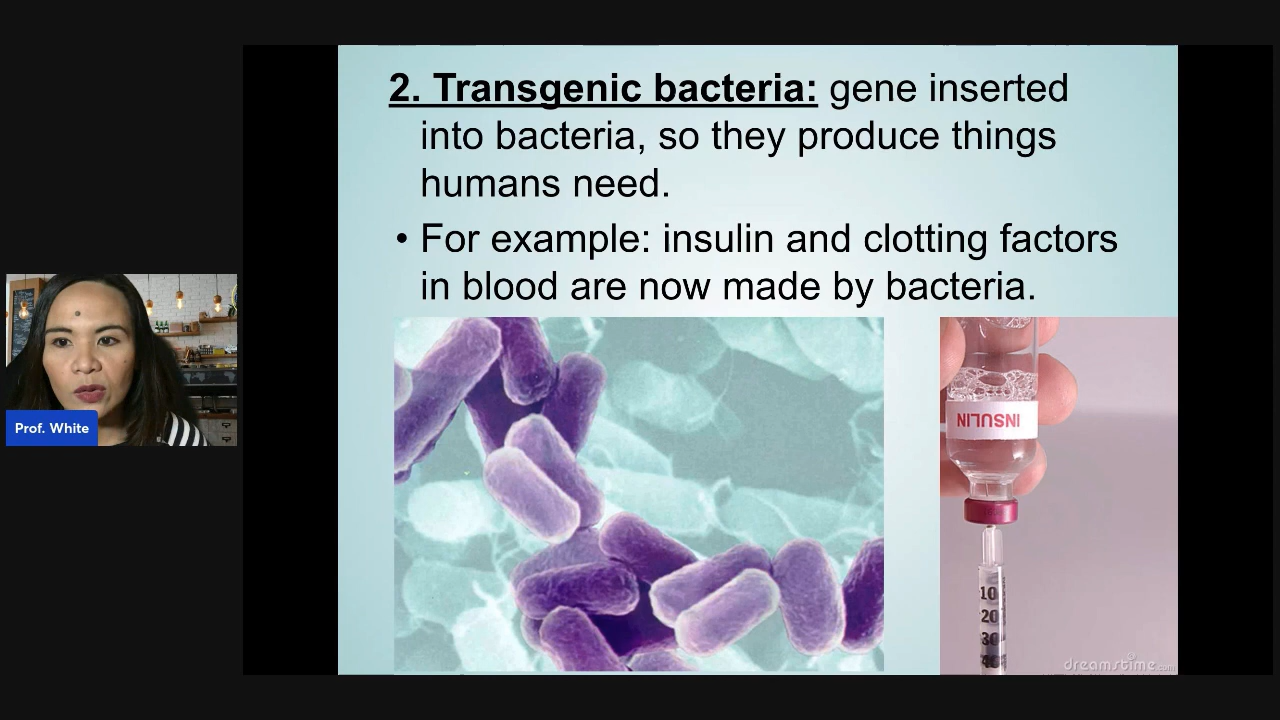 2. Transgenic bacteria: gene inserted
into bacteria, so they produce things
humans need.
• For example: insulin and clotting factors
in blood are now made by bacteria.
Prof. White
INSULIN
10
20
30
dreamstime.com